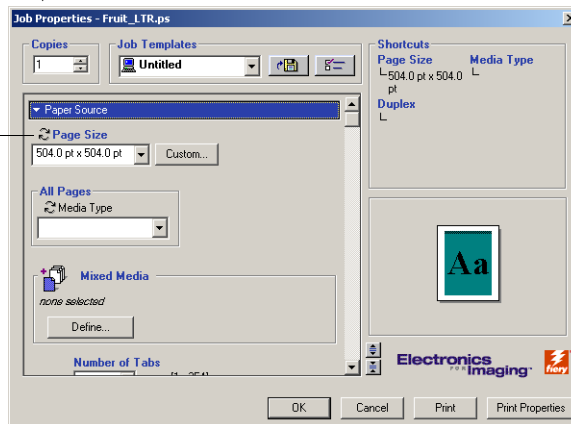 Job Properties - Fruit_LTR.ps
Copies
1
Job Templates
Untitled
Shortcuts
Page Size
504.0 pt x 504.0 pt
Media Type
Duplex
Paper Source
Page Size
504.0 pt x 504.0 pt
Custom...
All Pages
Media Type
Mixed Media
none selected
Define...
Number of Tabs
Aa
Electronics
FOR Imaging
fiery
OK
Cancel
Print
Print Properties